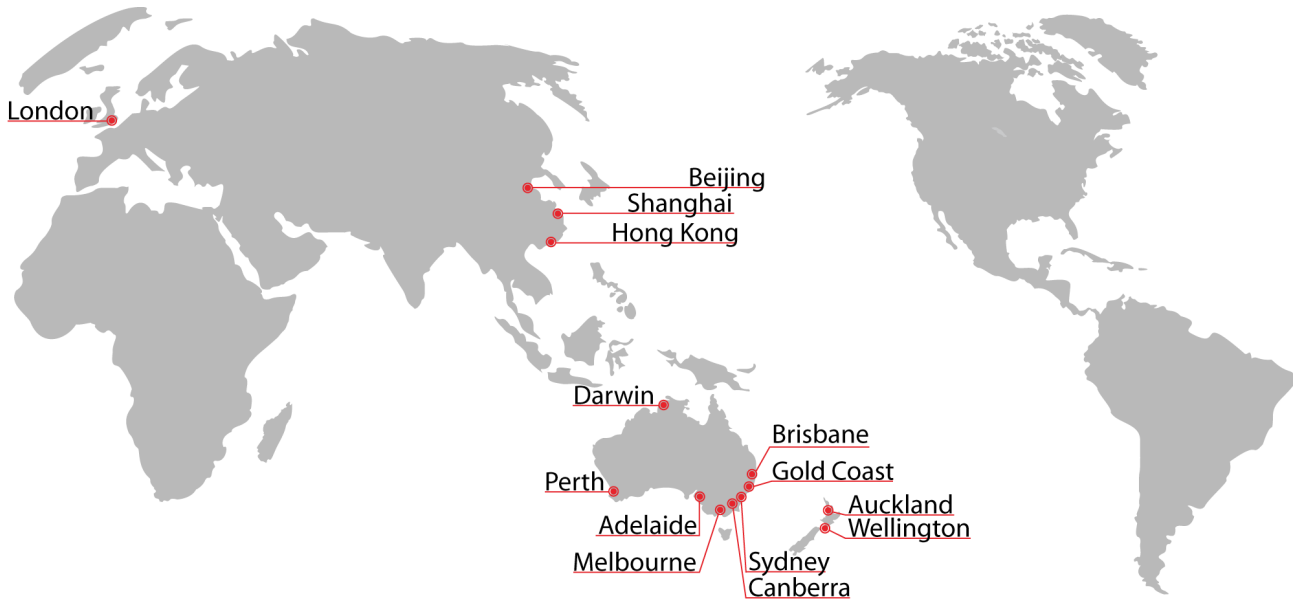 London
Beijing
Shanghai
Hong Kong
Darwin
Brisbane
Gold Coast
Perth
Auckland
Adelaide
Wellington
Melbourne
Sydney
Canberra